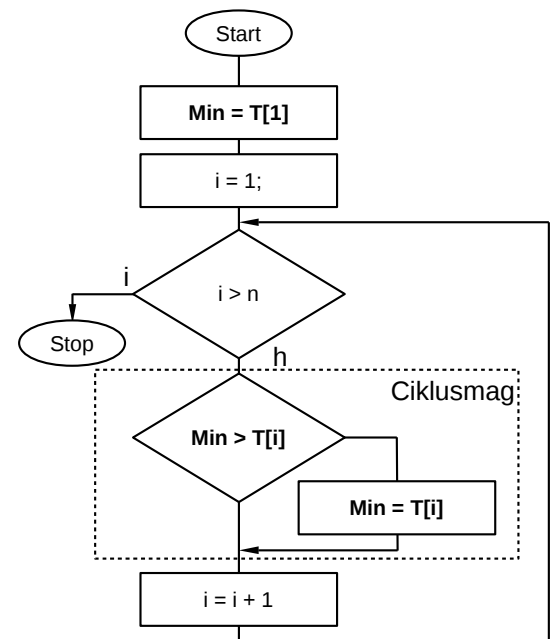 Start
Min = T[1]
i = 1;
i
i > n
Stop
h
Ciklusmag
Min > T[i]
Min = T[i]
i = i + 1